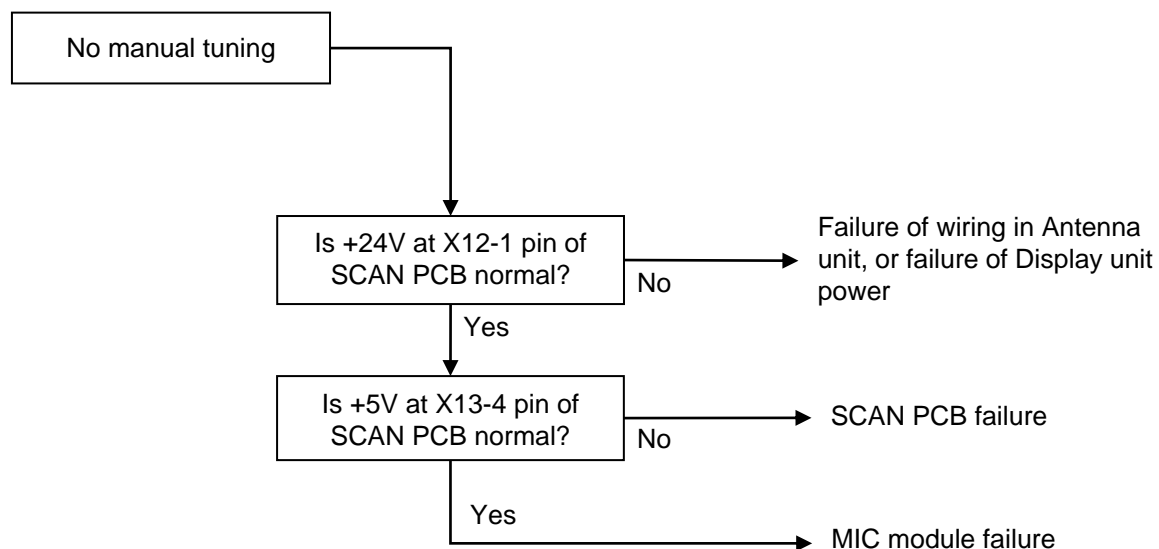 No manual tuning
Is +24V at X12-1 pin of
SCAN PCB normal?
No
Failure of wiring in Antenna
unit, or failure of Display unit
power
Yes
Is +5V at X13-4 pin of
SCAN PCB normal?
No
SCAN PCB failure
Yes
MIC module failure